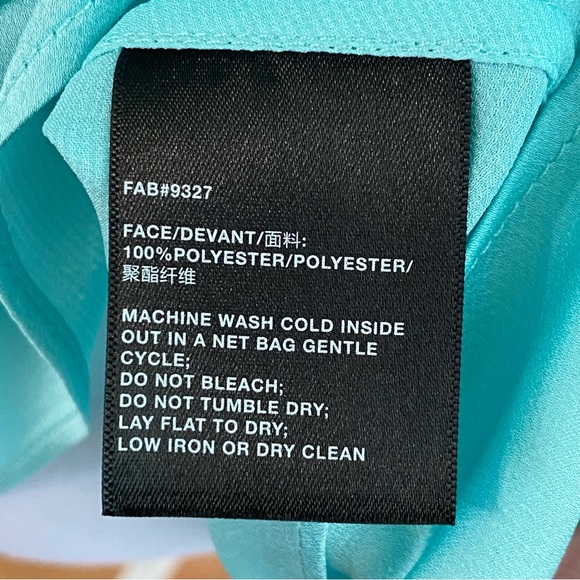 FAB#9327
FACE/DEVANT/面料:
100%POLYESTER/POLYESTER/
聚酯纤维
MACHINE WASH COLD INSIDE
OUT IN A NET BAG GENTLE
CYCLE;
DO NOT BLEACH;
DO NOT TUMBLE DRY;
LAY FLAT TO DRY;
LOW IRON OR DRY CLEAN